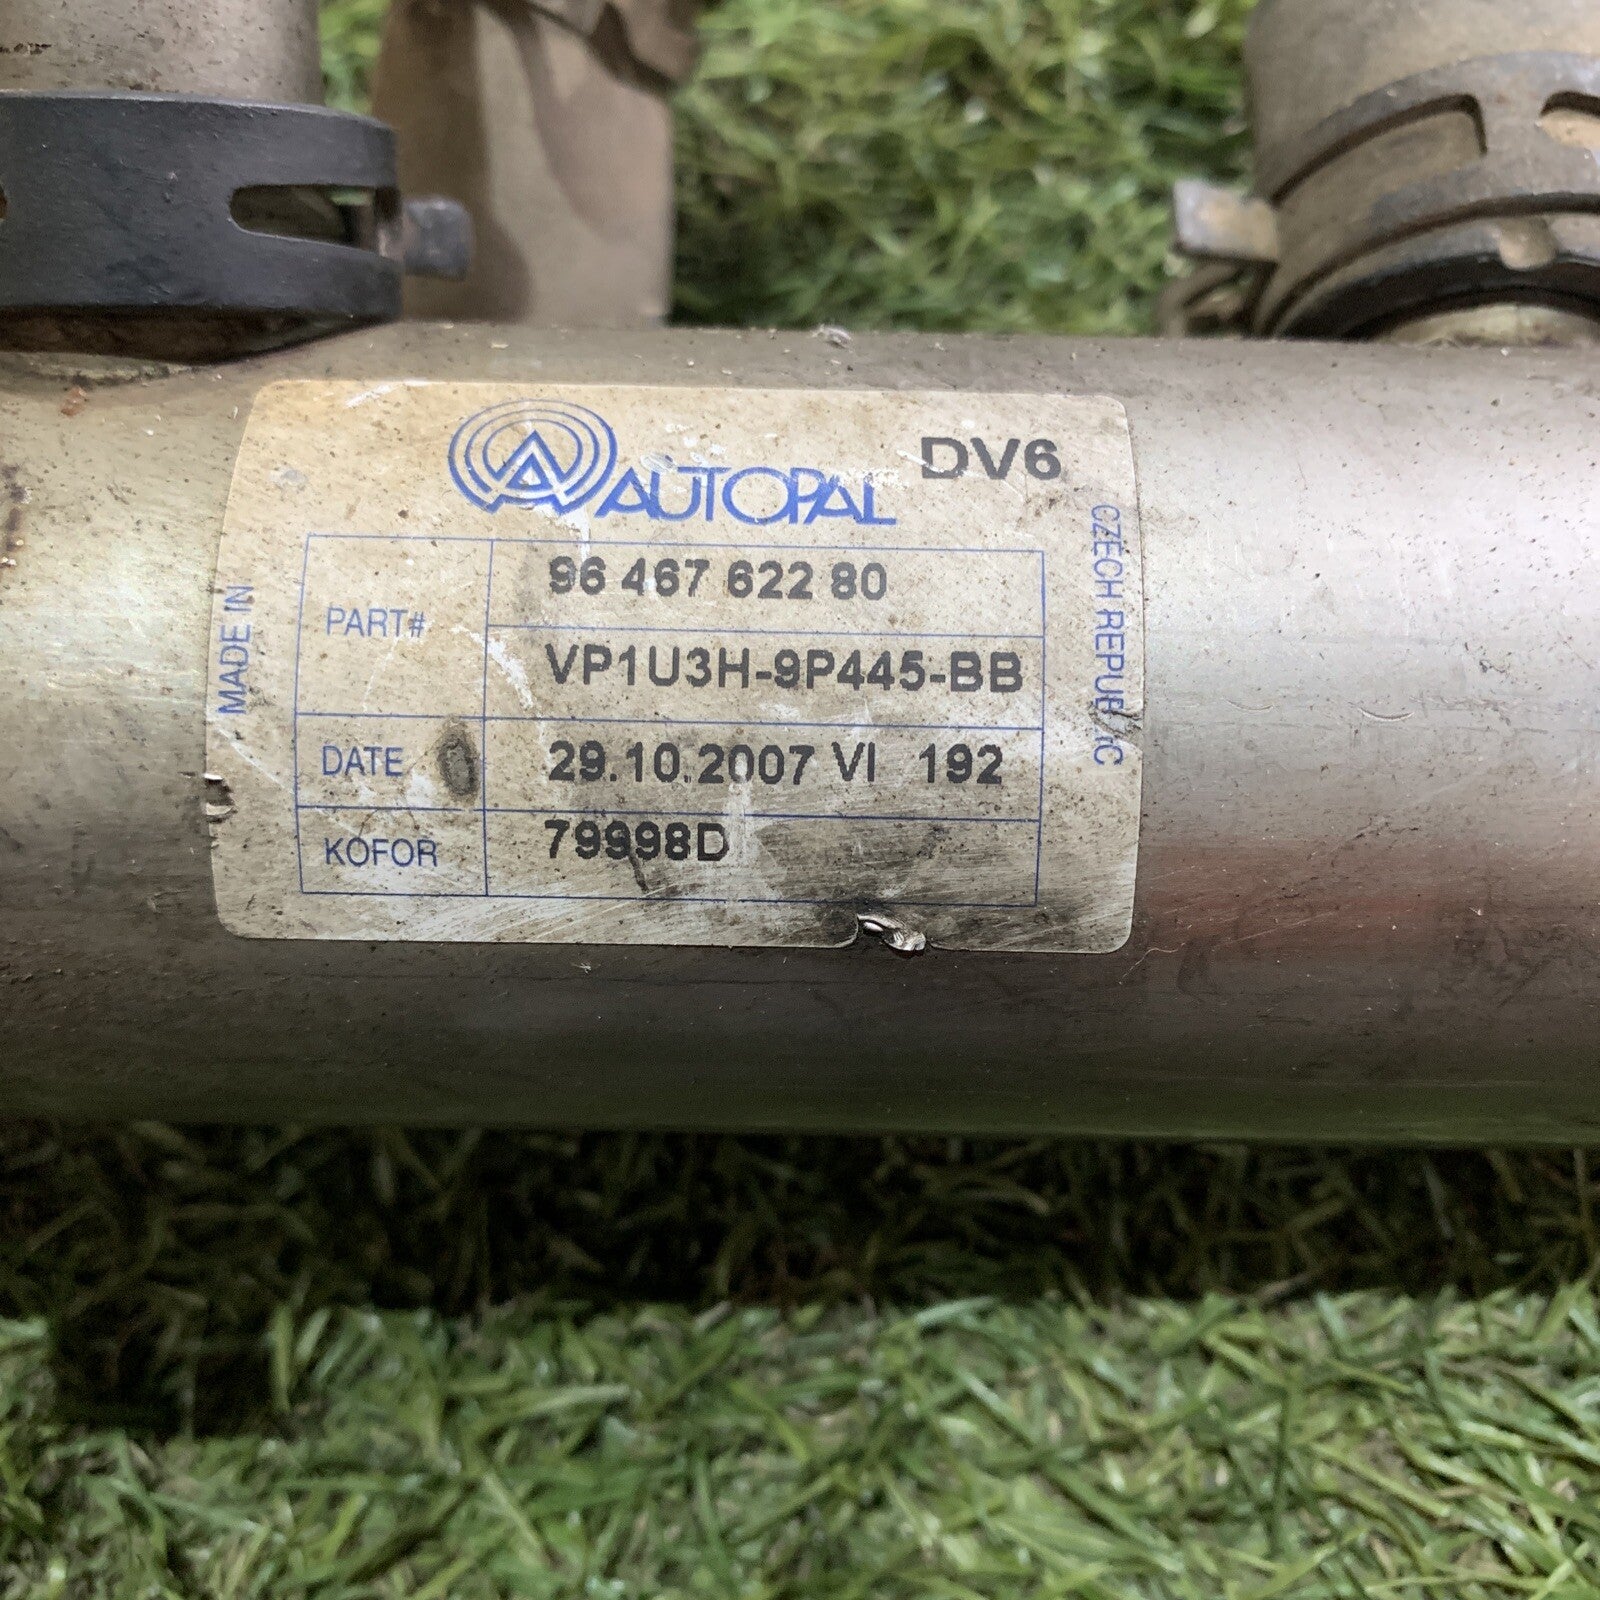 AUTOPAL
DV6
PART#
96 467 622 80
VP1U3H-9P445-BB
DATE
29.10.2007 VI 192
KOFOR
79998D
MADE IN
CZECH REPUBLIC